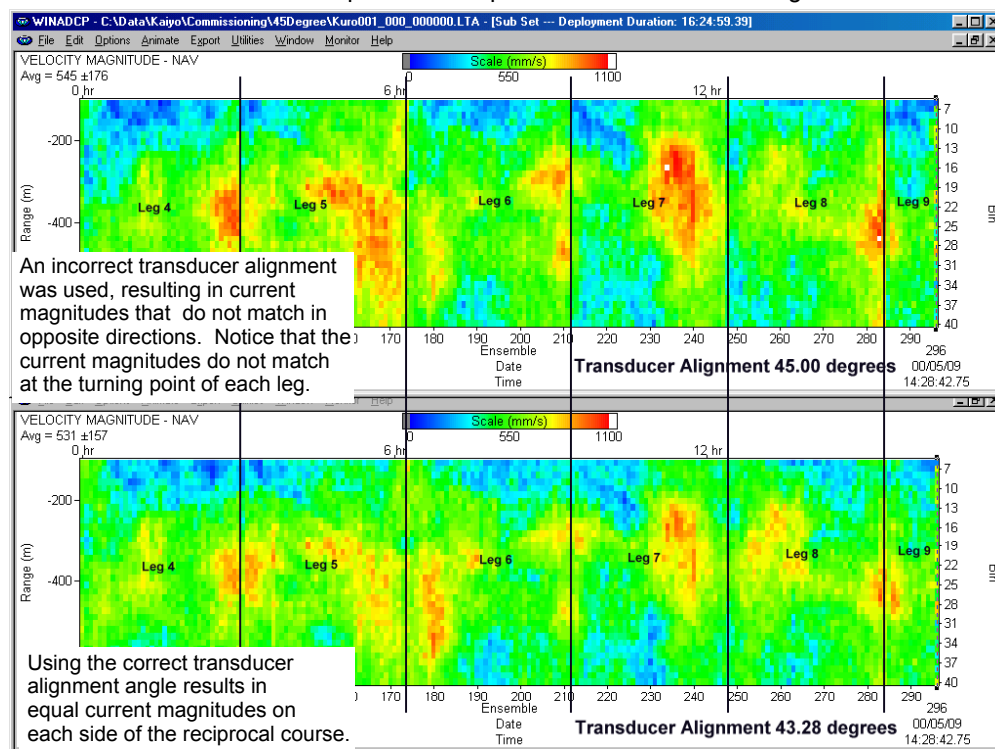 WINADCP - C:\Data\Kaiyo\Commissioning\45Degree\Kuro001_000_000000.LTA - [Sub Set --- Deployment Duration: 16:24:59.39]
File Edit Options Animate Export Utilities Window Monitor Help
VELOCITY MAGNITUDE - NAV
Avg = 545 ±176
Scale (mm/s)
0 550 1100
0 hr 6 hr 12 hr
Range (m)
-200
-400
Leg 4 Leg 5 Leg 6 Leg 7 Leg 8 Leg 9
7
10
13
16
19
22
25
28
31
34
37
40
Bin
An incorrect transducer alignment
was used, resulting in current
magnitudes that do not match in
opposite directions. Notice that the
current magnitudes do not match
at the turning point of each leg.
170 180 190 200 210 220 230 240 250 260 270 280 290
296
Ensemble
Date
Time
Transducer Alignment 45.00 degrees
00/05/09
14:28:42.75
VELOCITY MAGNITUDE - NAV
Avg = 531 ±157
Scale (mm/s)
0 550 1100
0 hr 6 hr 12 hr
Range (m)
-200
-400
Leg 4 Leg 5 Leg 6 Leg 7 Leg 8 Leg 9
7
10
13
16
19
22
25
28
31
34
37
40
Bin
Using the correct transducer
alignment angle results in
equal current magnitudes on
each side of the reciprocal course.
170 180 190 200 210 220 230 240 250 260 270 280 290
296
Ensemble
Date
Time
Transducer Alignment 43.28 degrees
00/05/09
14:28:42.75